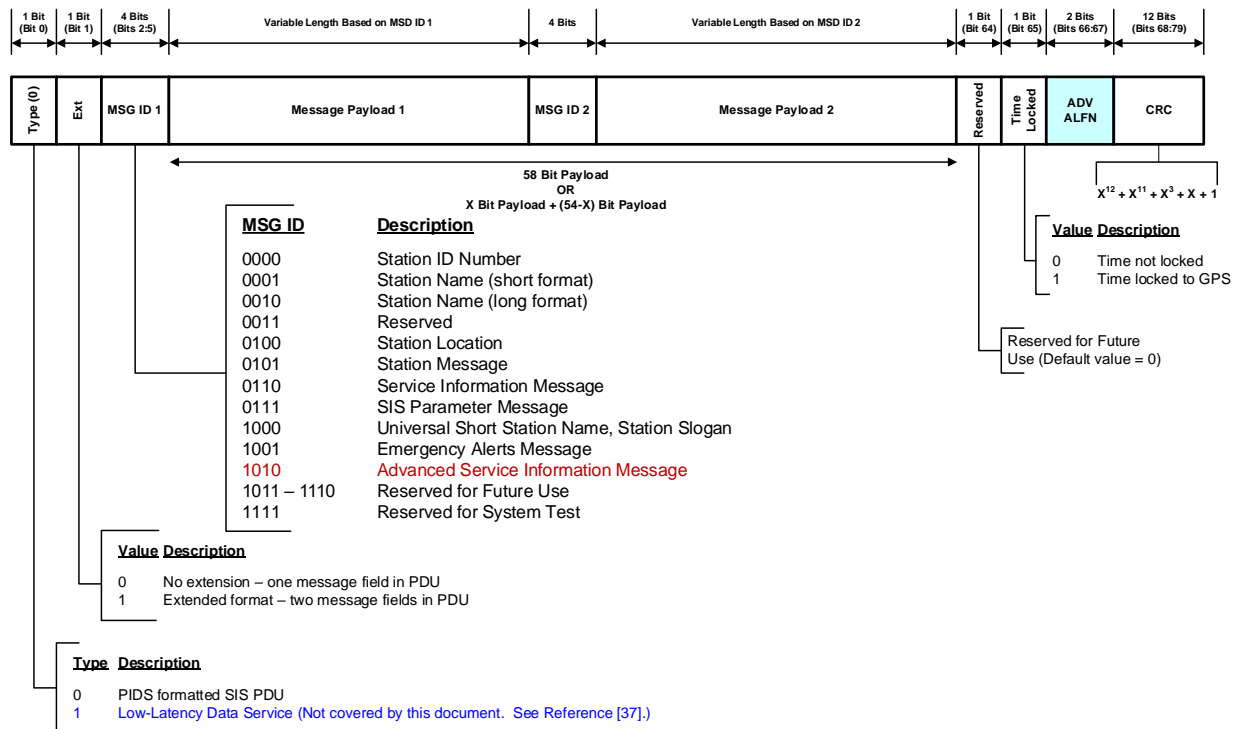 1 Bit (Bit 0)
1 Bit (Bit 1)
4 Bits (Bits 2:5)
Variable Length Based on MSD ID 1
4 Bits
Variable Length Based on MSD ID 2
1 Bit (Bit 64)
1 Bit (Bit 65)
2 Bits (Bits 66:67)
12 Bits (Bits 68:79)
Type (0)
Ext
MSG ID 1
Message Payload 1
MSG ID 2
Message Payload 2
Reserved
Time Locked
ADV ALFN
CRC
58 Bit Payload
OR
X Bit Payload + (54-X) Bit Payload
X¹² + X¹¹ + X³ + X + 1
MSG ID Description
0000 Station ID Number
0001 Station Name (short format)
0010 Station Name (long format)
0011 Reserved
0100 Station Location
0101 Station Message
0110 Service Information Message
0111 SIS Parameter Message
1000 Universal Short Station Name, Station Slogan
1001 Emergency Alerts Message
1010 Advanced Service Information Message
1011 – 1110 Reserved for Future Use
1111 Reserved for System Test
Value Description
0 Time not locked
1 Time locked to GPS
Reserved for Future
Use (Default value = 0)
Value Description
0 No extension – one message field in PDU
1 Extended format – two message fields in PDU
Type Description
0 PIDS formatted SIS PDU
1 Low-Latency Data Service (Not covered by this document. See Reference [37].)